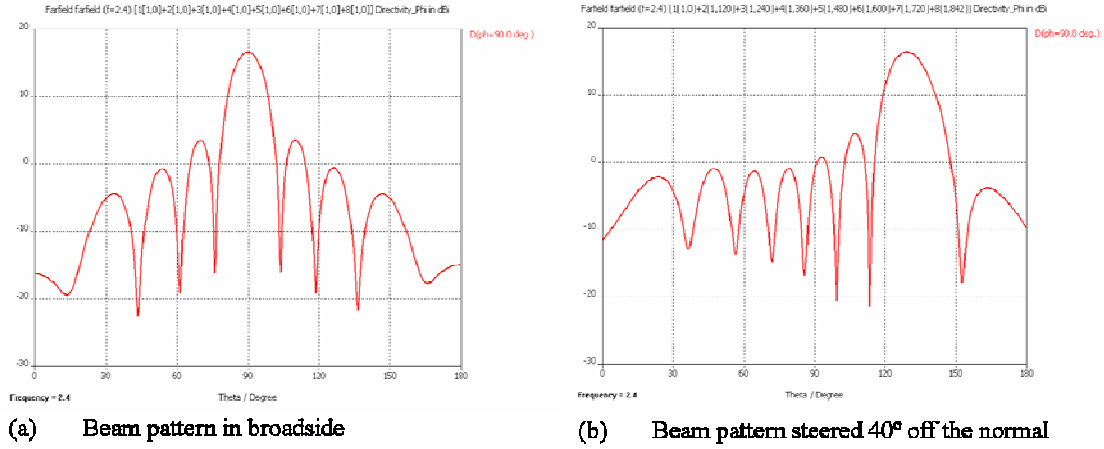 Farfield farfield (f=2.4) [1[1,0]+2[1,0]+3[1,0]+4[1,0]+5[1,0]+6[1,0]+7[1,0]+8[1,0]] Directivity_Phi in dBi
D(ph=90.0 deg.)
20
10
0
-10
-20
-30
0
30
60
90
120
150
180
Theta / Degree
Frequency = 2.4
(a) Beam pattern in broadside
Farfield farfield (f=2.4) [1[1,0]+2[1,120]+3[1,240]+4[1,360]+5[1,480]+6[1,600]+7[1,720]+8[1,842]] Directivity_Phi in dBi
D(ph=90.0 deg.)
20
10
0
-10
-20
-30
0
30
60
90
120
150
180
Theta / Degree
Frequency = 2.4
(b) Beam pattern steered 40º off the normal